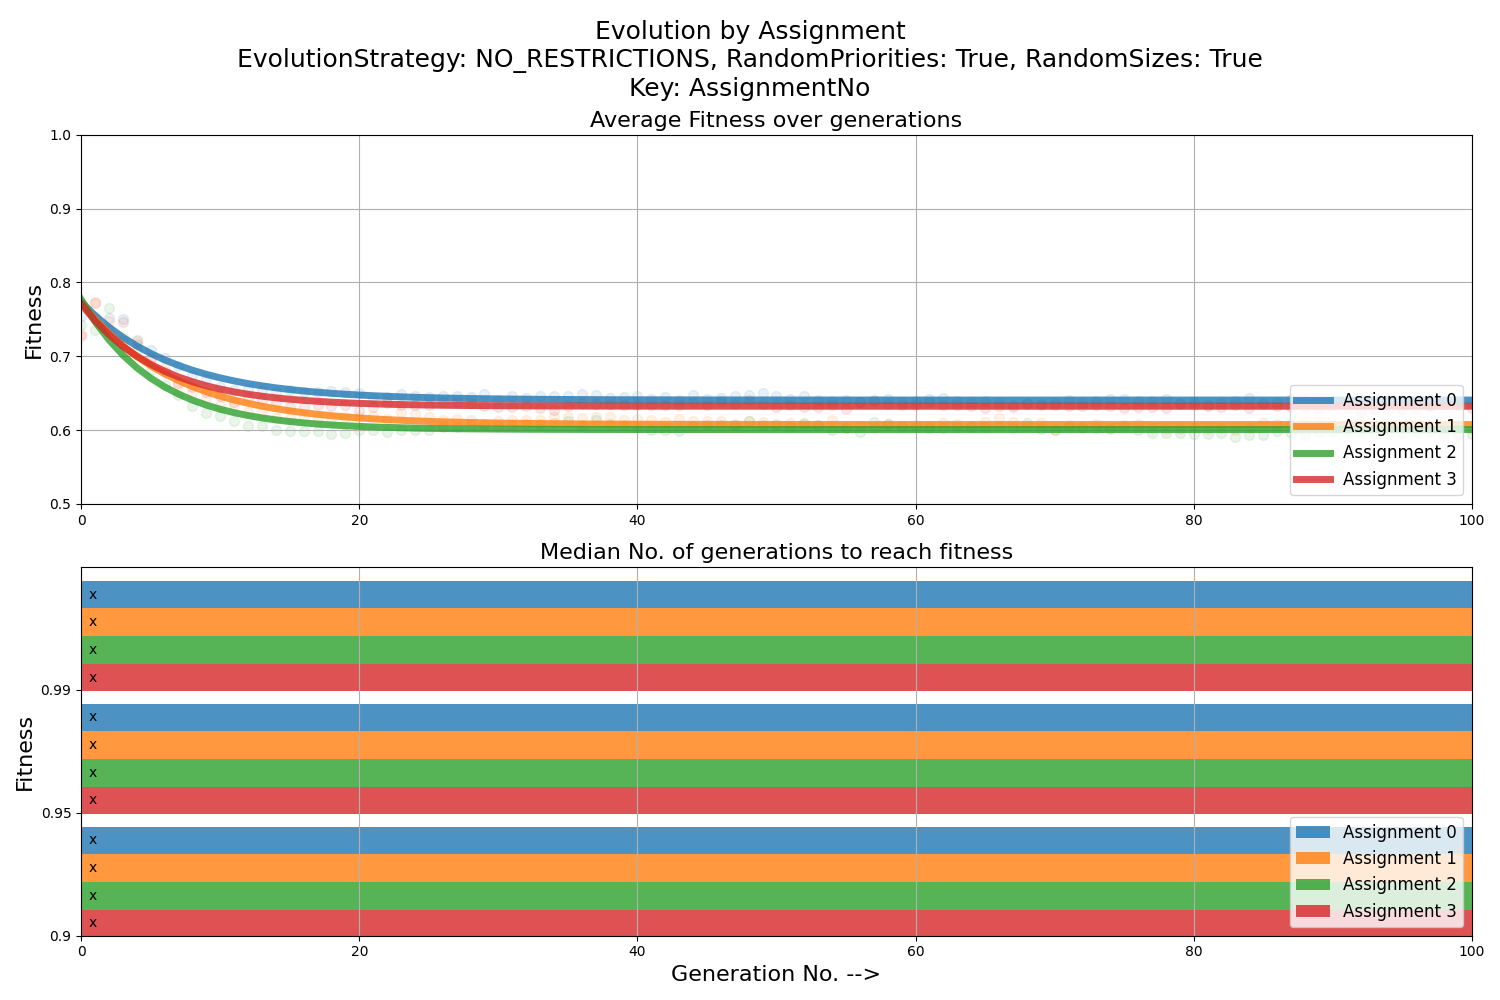 Evolution by Assignment
EvolutionStrategy: NO_RESTRICTIONS, RandomPriorities: True, RandomSizes: True
Key: AssignmentNo
Average Fitness over generations
Fitness
1.0
0.9
0.8
0.7
0.6
0.5
0 20 40 60 80 100
Assignment 0
Assignment 1
Assignment 2
Assignment 3
Median No. of generations to reach fitness
Fitness
x
x
x
x
0.99
x
x
x
x
0.95
x
x
x
x
0.9
Assignment 0
Assignment 1
Assignment 2
Assignment 3
0 20 40 60 80 100
Generation No. -->